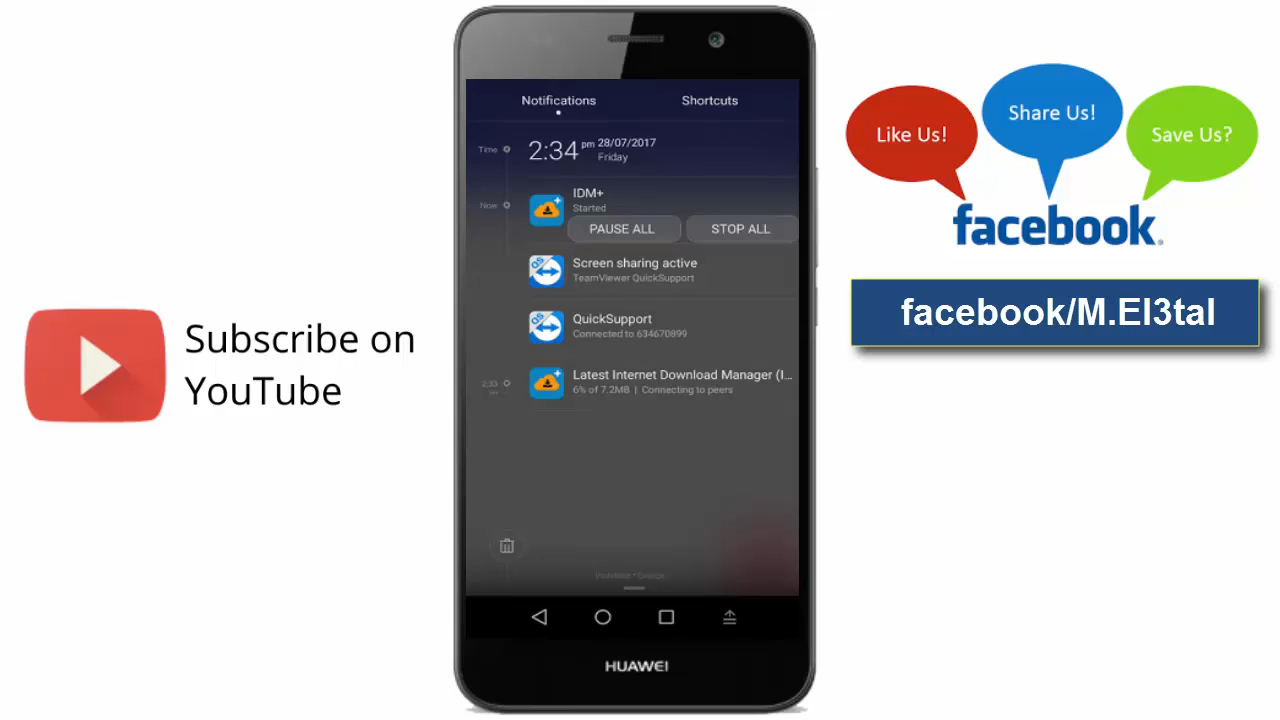 Notifications
Shortcuts
Time
2:34 pm 28/07/2017
Friday
Now
IDM+
Started
PAUSE ALL
STOP ALL
Screen sharing active
TeamViewer QuickSupport
QuickSupport
Connected to 634670899
2:33
Latest Internet Download Manager (I...
6% of 7.2MB | Connecting to peers
HUAWEI
Subscribe on
YouTube
Like Us!
Share Us!
Save Us?
facebook
facebook/M.El3tal